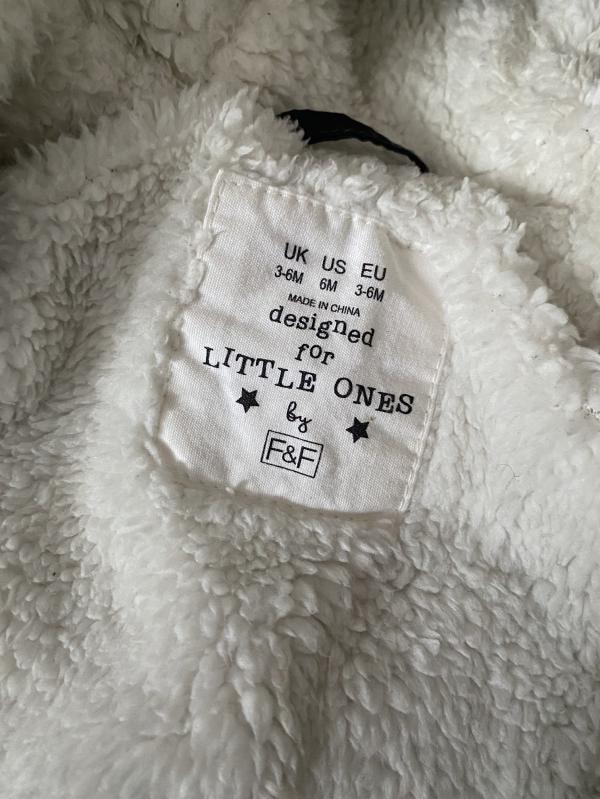 UK US EU
3-6M 6M 3-6M
MADE IN CHINA
designed
for
LITTLE ONES
by
F&F